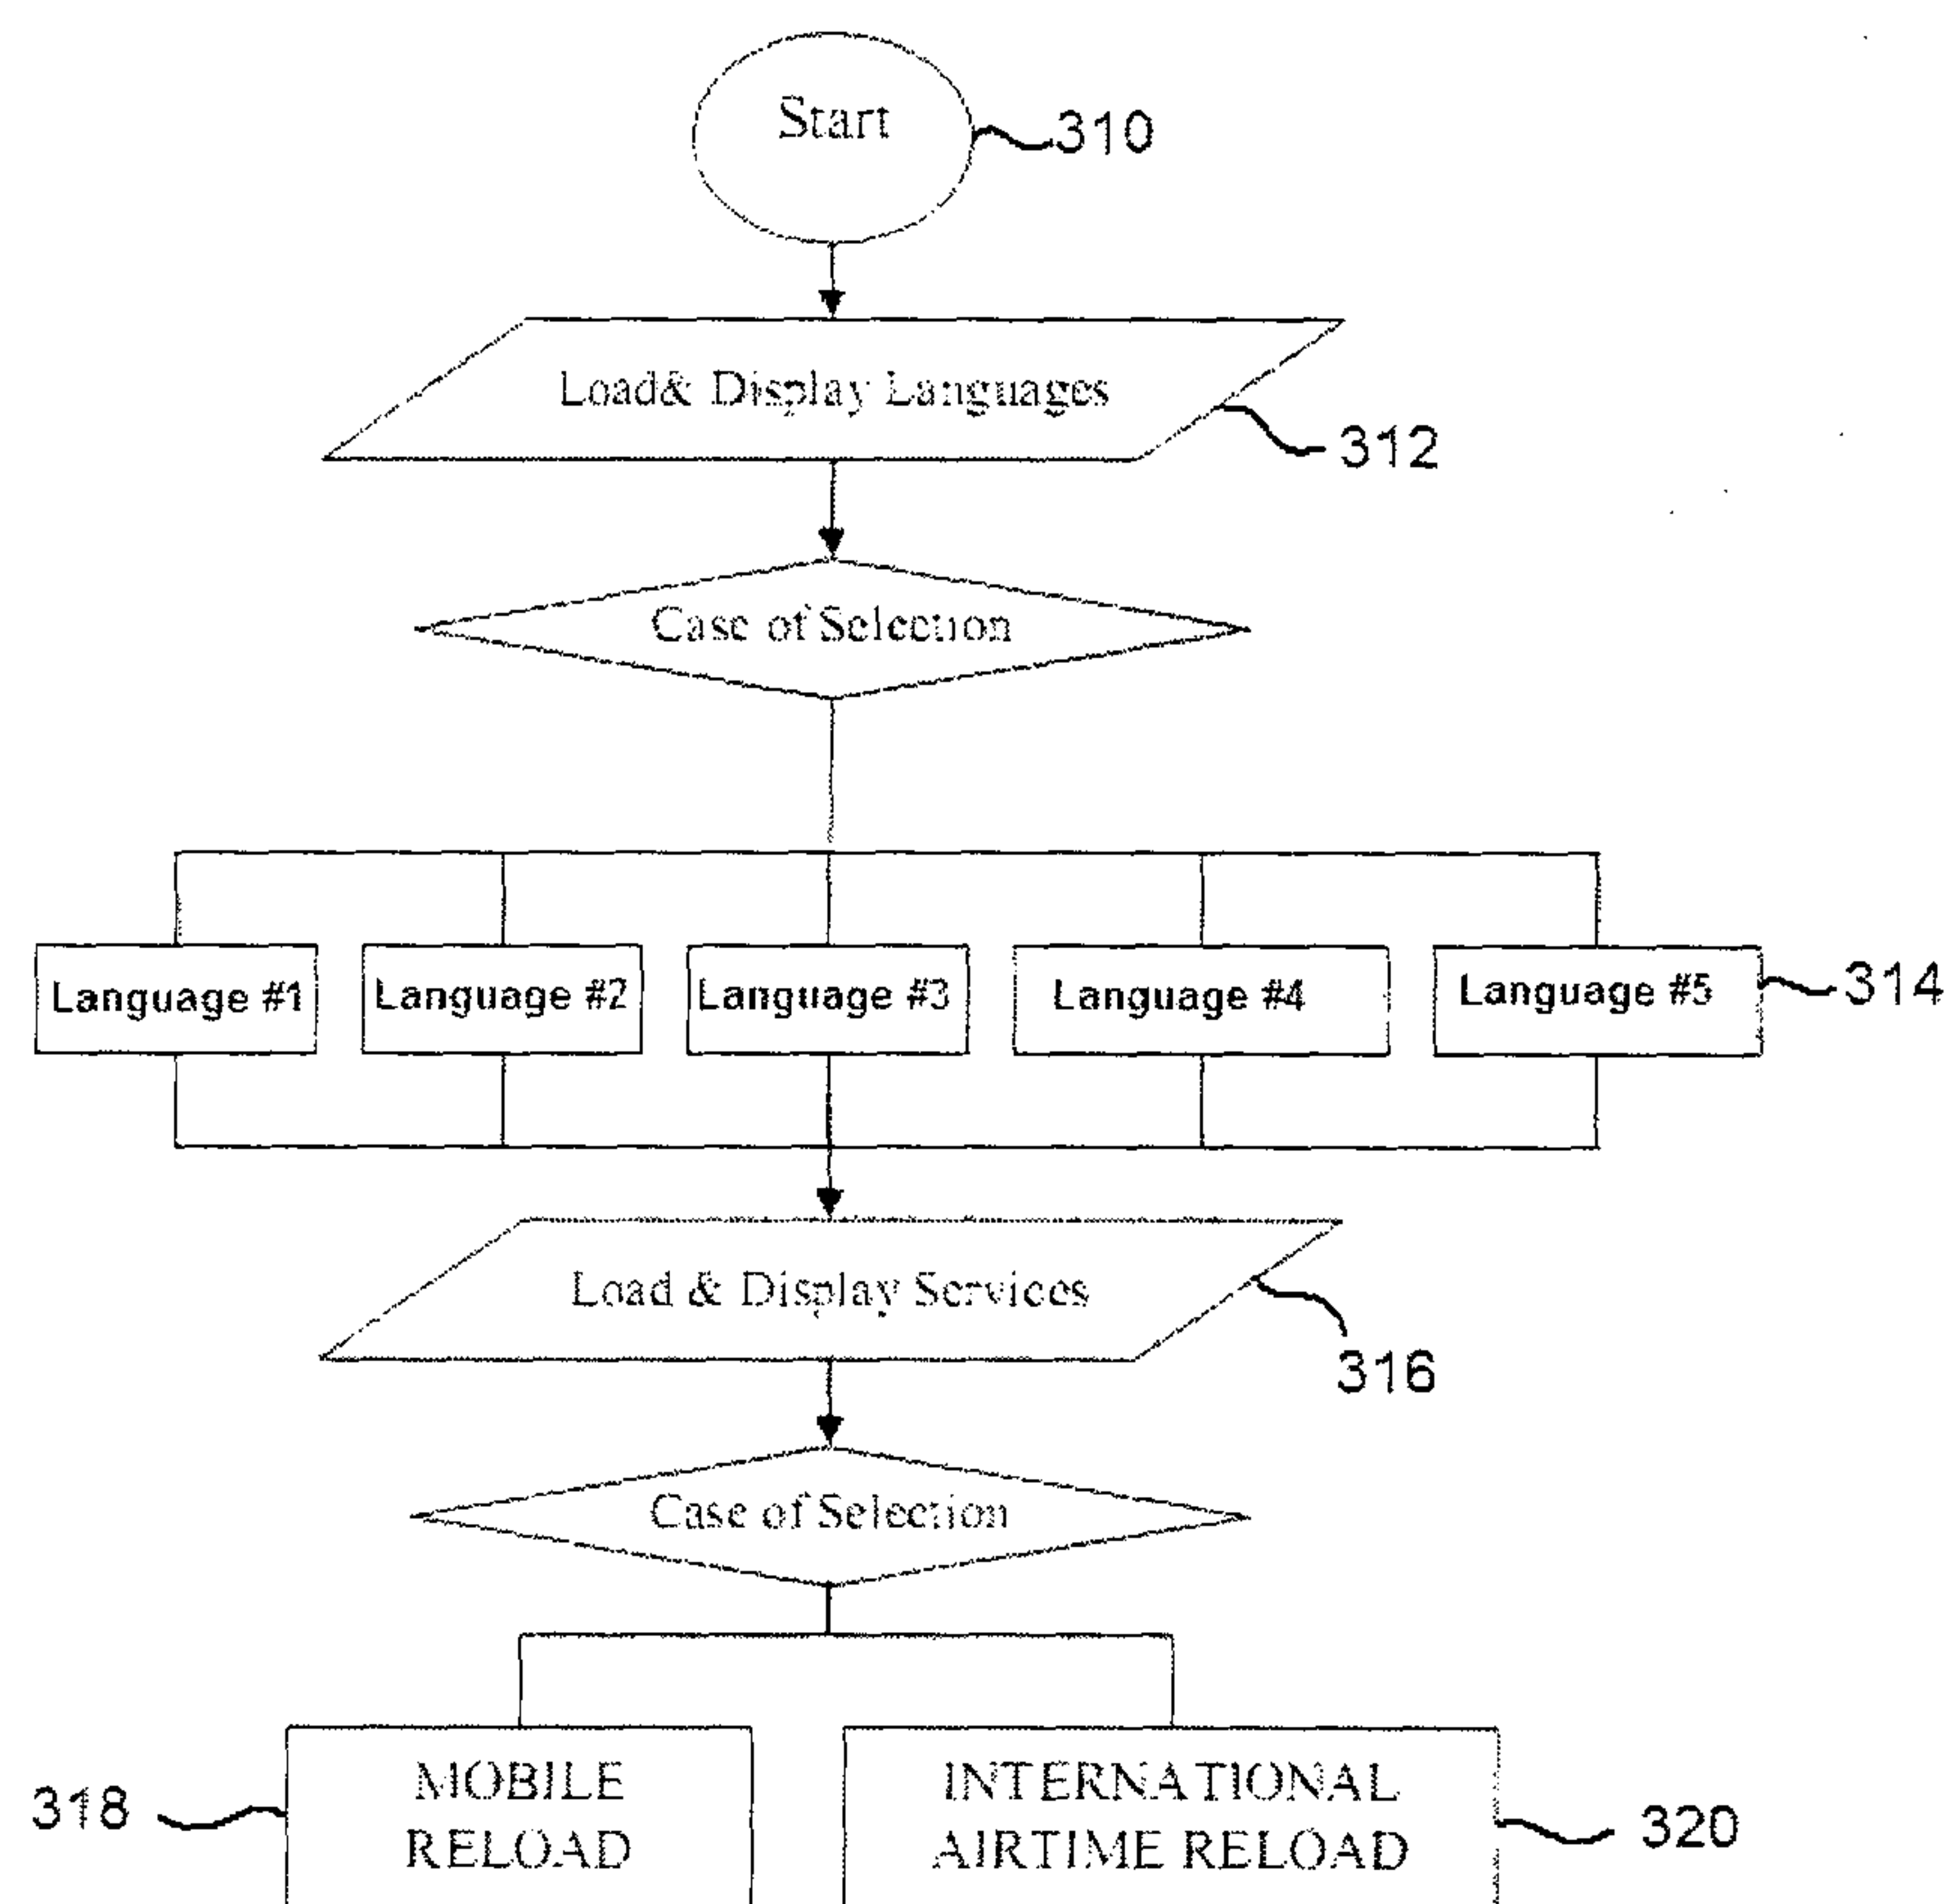 Start
310
Load& Display Languages
312
Case of Selection
Language #1
Language #2
Language #3
Language #4
Language #5
314
Load & Display Services
316
Case of Selection
318
MOBILE
RELOAD
INTERNATIONAL
AIRTIME RELOAD
320